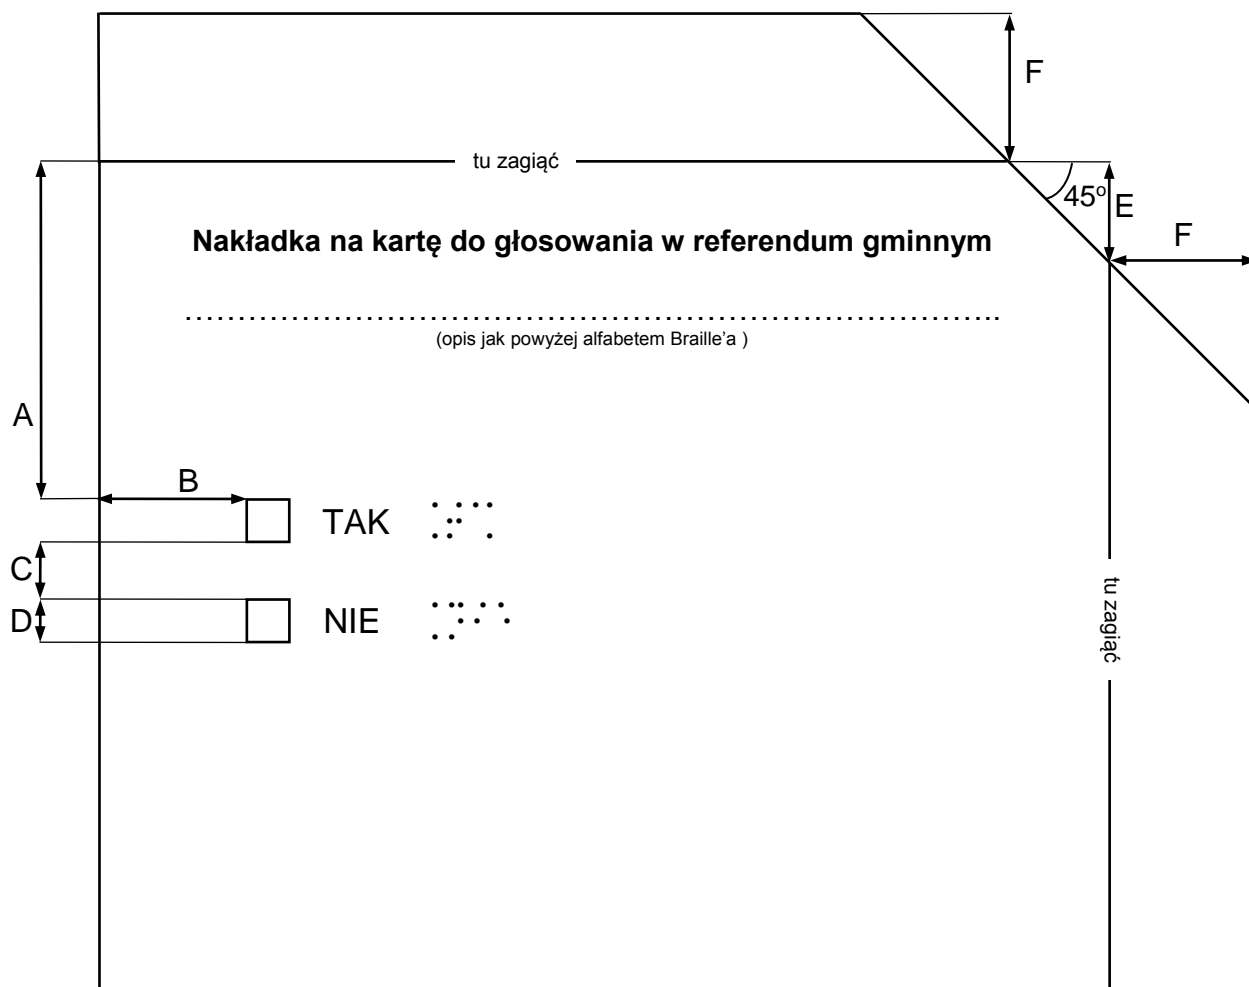 F
tu zagiąć
45°
E
Nakładka na kartę do głosowania w referendum gminnym
F
(opis jak powyżej alfabetem Braille’a )
A
B
TAK
C
D
NIE
tu zagiąć